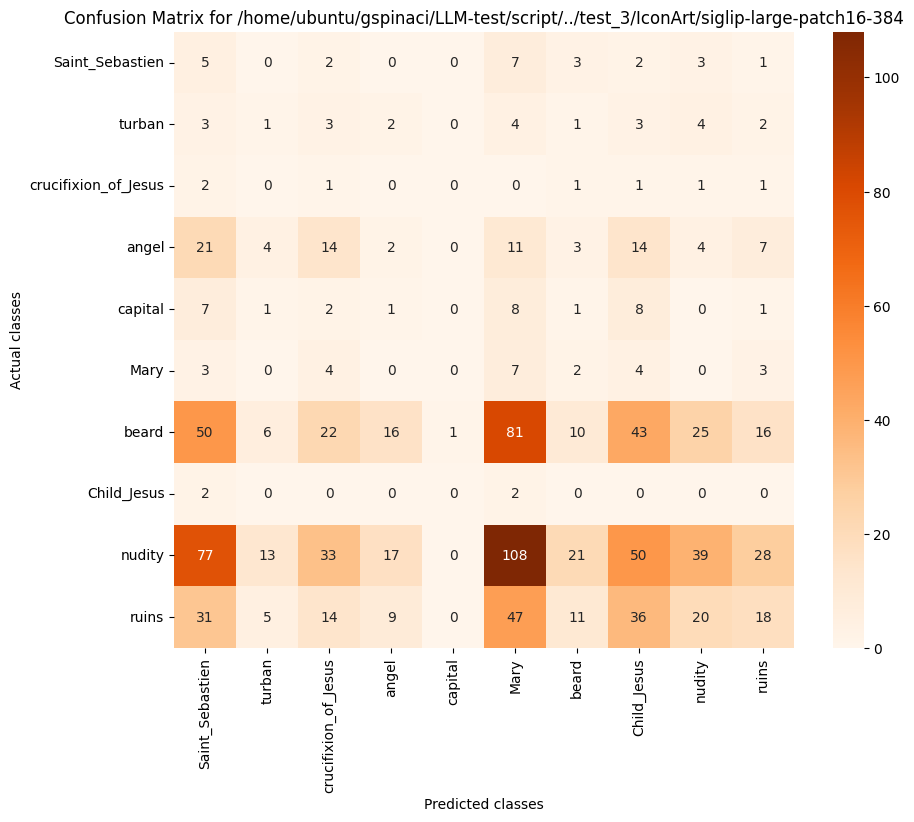 Confusion Matrix for /home/ubuntu/gspinaci/LLM-test/script/../test_3/IconArt/siglip-large-patch16-384
Actual classes
Saint_Sebastien 5 0 2 0 0 7 3 2 3 1
turban 3 1 3 2 0 4 1 3 4 2
crucifixion_of_Jesus 2 0 1 0 0 0 1 1 1 1
angel 21 4 14 2 0 11 3 14 4 7
capital 7 1 2 1 0 8 1 8 0 1
Mary 3 0 4 0 0 7 2 4 0 3
beard 50 6 22 16 1 81 10 43 25 16
Child_Jesus 2 0 0 0 0 2 0 0 0 0
nudity 77 13 33 17 0 108 21 50 39 28
ruins 31 5 14 9 0 47 11 36 20 18
Saint_Sebastien turban crucifixion_of_Jesus angel capital Mary beard Child_Jesus nudity ruins
Predicted classes
100
80
60
40
20
0